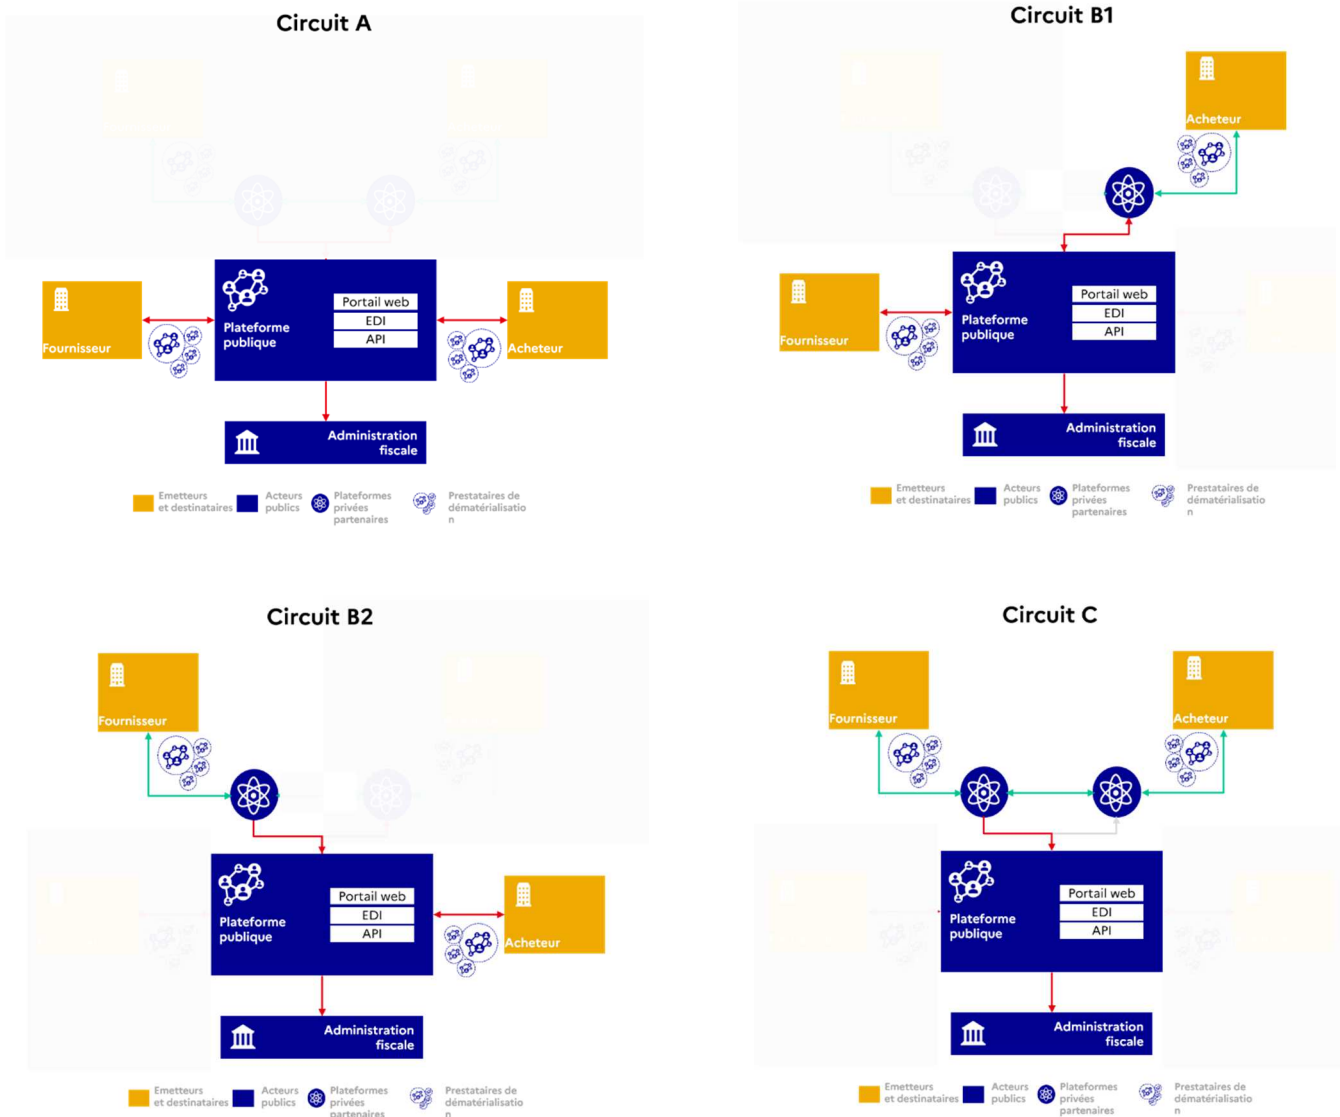 Circuit A
Fournisseur
Plateforme
publique
Portail web
EDI
API
Acheteur
Administration
fiscale
Emetteurs
et destinataires
Acteurs
publics
Plateformes
privées
partenaires
Prestataires de
dématérialisatio
n
Circuit B1
Acheteur
Fournisseur
Plateforme
publique
Portail web
EDI
API
Administration
fiscale
Emetteurs
et destinataires
Acteurs
publics
Plateformes
privées
partenaires
Prestataires de
dématérialisatio
n
Circuit B2
Fournisseur
Plateforme
publique
Portail web
EDI
API
Acheteur
Administration
fiscale
Emetteurs
et destinataires
Acteurs
publics
Plateformes
privées
partenaires
Prestataires de
dématérialisatio
n
Circuit C
Fournisseur
Acheteur
Plateforme
publique
Portail web
EDI
API
Administration
fiscale
Emetteurs
et destinataires
Acteurs
publics
Plateformes
privées
partenaires
Prestataires de
dématérialisatio
n